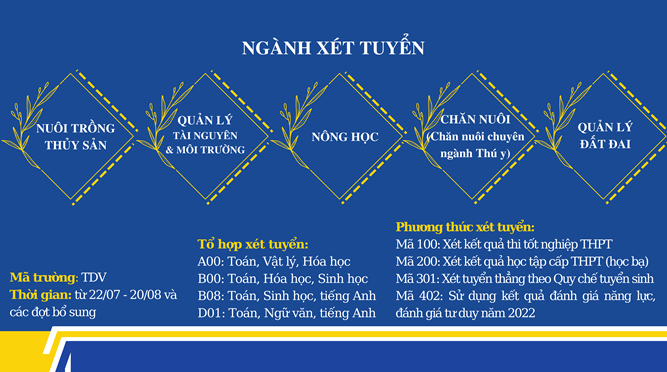 NGÀNH XÉT TUYỂN
NUÔI TRỒNG
THỦY SẢN
QUẢN LÝ
TÀI NGUYÊN
& MÔI TRƯỜNG
NÔNG HỌC
CHĂN NUÔI
(Chăn nuôi chuyên
ngành Thú y)
QUẢN LÝ
ĐẤT ĐAI
Mã trường: TDV
Thời gian: từ 22/07 - 20/08 và
các đợt bổ sung
Tổ hợp xét tuyển:
A00: Toán, Vật lý, Hóa học
B00: Toán, Hóa học, Sinh học
B08: Toán, Sinh học, tiếng Anh
D01: Toán, Ngữ văn, tiếng Anh
Phương thức xét tuyển:
Mã 100: Xét kết quả thi tốt nghiệp THPT
Mã 200: Xét kết quả học tập cấp THPT (học bạ)
Mã 301: Xét tuyển thẳng theo Quy chế tuyển sinh
Mã 402: Sử dụng kết quả đánh giá năng lực,
đánh giá tư duy năm 2022